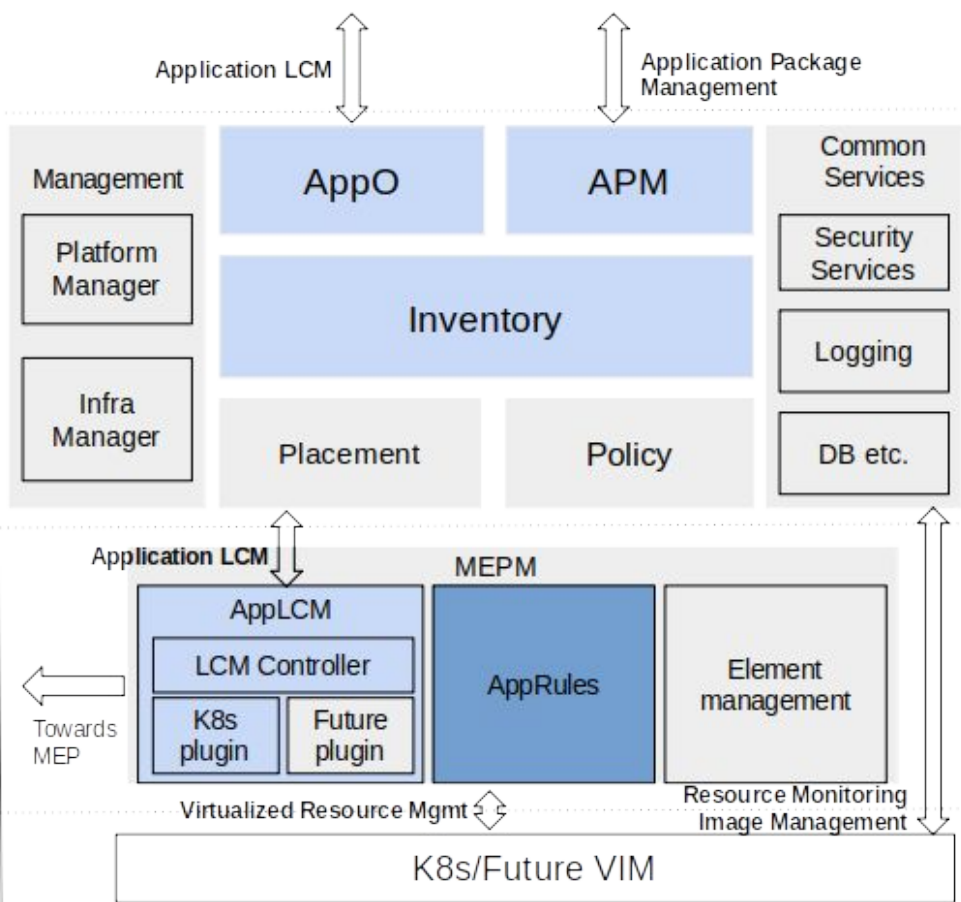 Application LCM
Application Package
Management
Management
Platform
Manager
Infra
Manager
AppO
APM
Inventory
Placement
Policy
Common
Services
Security
Services
Logging
DB etc.
Application LCM
MEPM
AppLCM
LCM Controller
K8s
plugin
Future
plugin
AppRules
Element
management
Towards
MEP
Virtualized Resource Mgmt
Resource Monitoring
Image Management
K8s/Future VIM